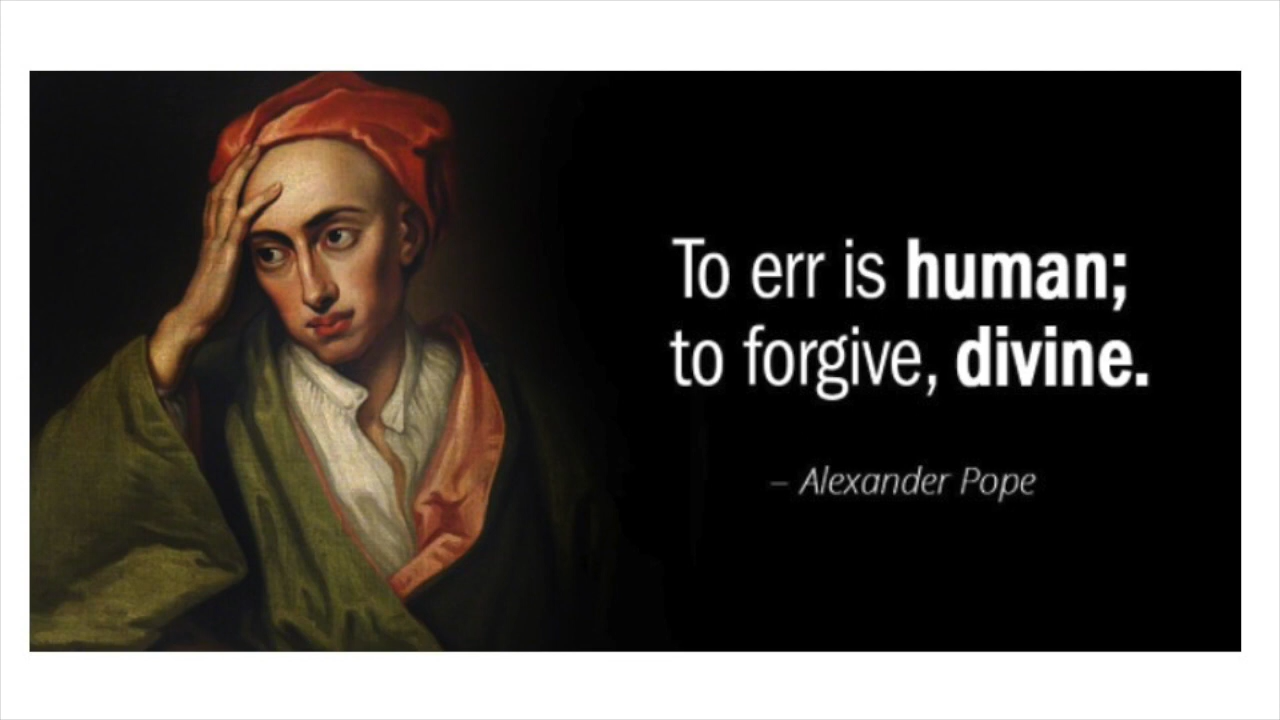 To err is human;
to forgive, divine.
– Alexander Pope